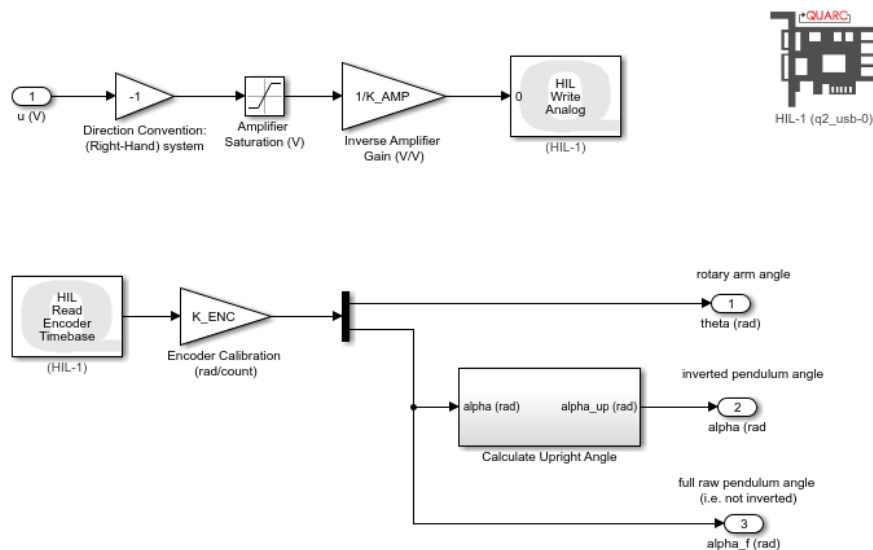 QUARC
HIL-1 (q2_usb-0)
1
u (V)
-1
Direction Convention:
(Right-Hand) system
Amplifier
Saturation (V)
1/K_AMP
Inverse Amplifier
Gain (V/V)
0
HIL
Write
Analog
(HIL-1)
HIL
Read
Encoder
Timebase
(HIL-1)
K_ENC
Encoder Calibration
(rad/count)
rotary arm angle
1
theta (rad)
alpha (rad)
alpha_up (rad)
Calculate Upright Angle
inverted pendulum angle
2
alpha (rad
full raw pendulum angle
(i.e. not inverted)
3
alpha_f (rad)